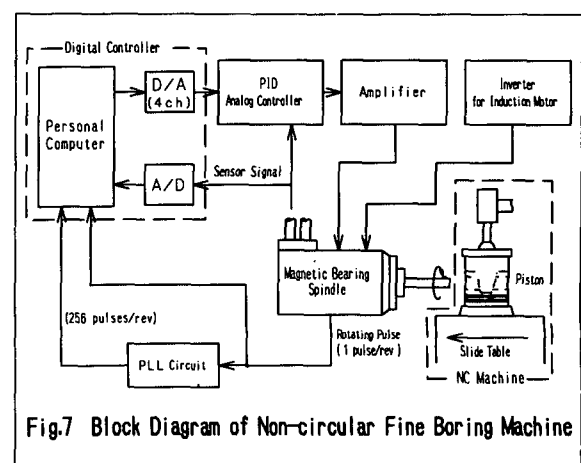 Digital Controller
D/A
(4ch)
PID
Analog Controller
Amplifier
Inverter
for Induction Motor
Personal
Computer
A/D
Sensor Signal
Magnetic Bearing
Spindle
Piston
(256 pulses/rev)
Rotating Pulse
(1 pulse/rev.)
PLL Circuit
Slide Table
NC Machine
Fig.7 Block Diagram of Non-circular Fine Boring Machine